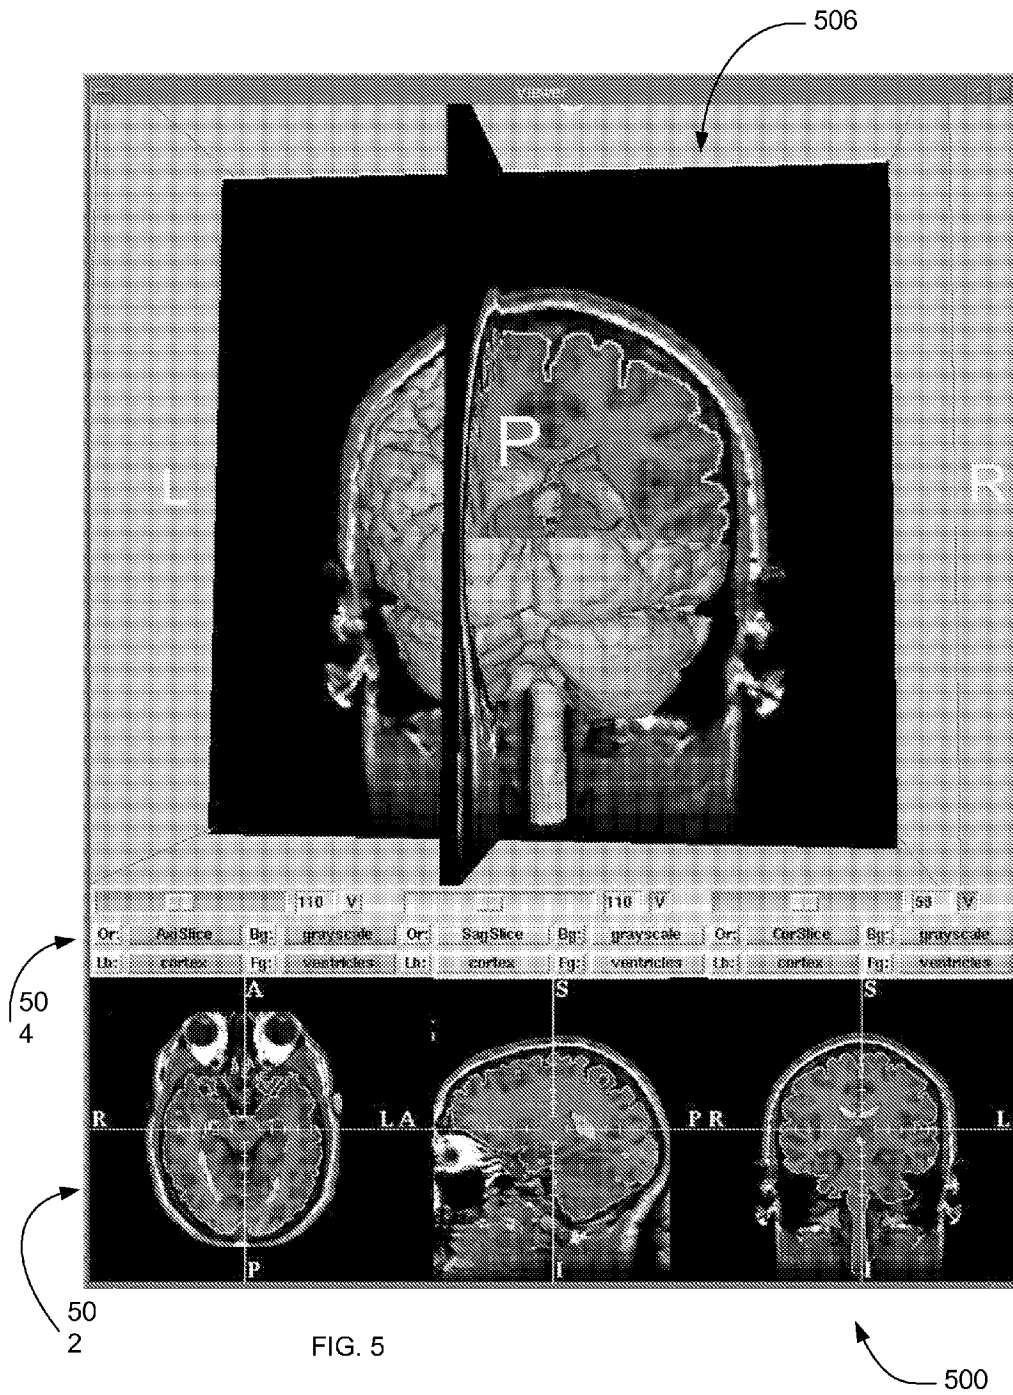 506
Viewer
P
L
R
110 V 110 V 58 V
Or: AxiSlice Bg: grayscale Or: SagSlice Bg: grayscale Or: CorSlice Bg: grayscale
Lb: cortex Fg: ventricles Lb: cortex Fg: ventricles Lb: cortex Fg: ventricles
50
4
A
S
S
R
L A
P R
L
P
I
I
50
2
FIG. 5
500